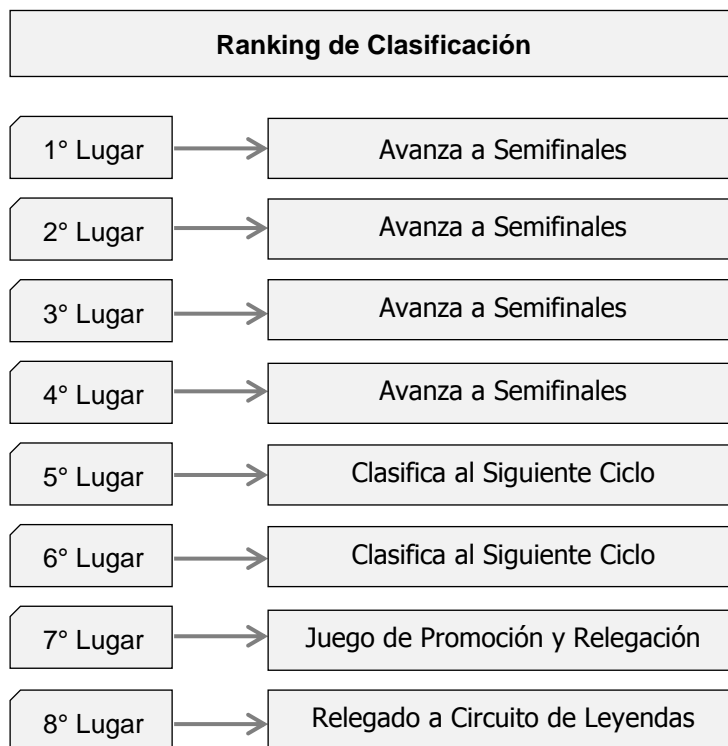 Ranking de Clasificación
1° Lugar Avanza a Semifinales
2° Lugar Avanza a Semifinales
3° Lugar Avanza a Semifinales
4° Lugar Avanza a Semifinales
5° Lugar Clasifica al Siguiente Ciclo
6° Lugar Clasifica al Siguiente Ciclo
7° Lugar Juego de Promoción y Relegación
8° Lugar Relegado a Circuito de Leyendas